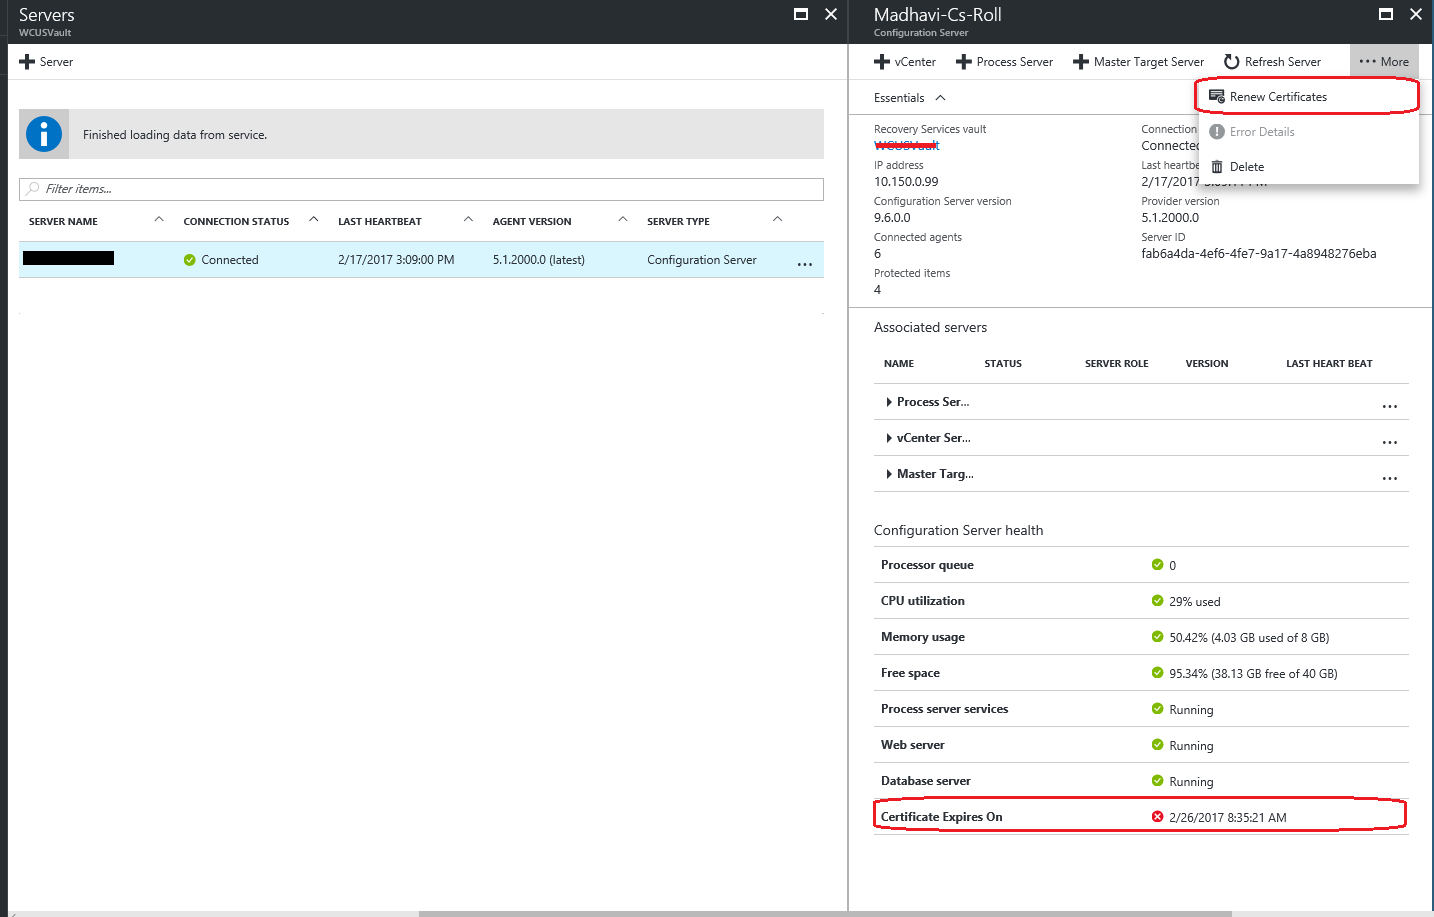 Servers
WCUSVault
Server
Finished loading data from service.
Filter items...
SERVER NAME CONNECTION STATUS LAST HEARTBEAT AGENT VERSION SERVER TYPE
Connected 2/17/2017 3:09:00 PM 5.1.2000.0 (latest) Configuration Server ...
Madhavi-Cs-Roll
Configuration Server
vCenter Process Server Master Target Server Refresh Server ... More
Renew Certificates
Error Details
Delete
Essentials
Recovery Services vault
WCUSVault
IP address
10.150.0.99
Configuration Server version
9.6.0.0
Connected agents
6
Protected items
4
Connection
Connected
Last heartbe
2/17/2017
Provider version
5.1.2000.0
Server ID
fab6a4da-4ef6-4fe7-9a17-4a8948276eba
Associated servers
NAME STATUS SERVER ROLE VERSION LAST HEART BEAT
Process Ser... ...
vCenter Ser... ...
Master Targ... ...
Configuration Server health
Processor queue 0
CPU utilization 29% used
Memory usage 50.42% (4.03 GB used of 8 GB)
Free space 95.34% (38.13 GB free of 40 GB)
Process server services Running
Web server Running
Database server Running
Certificate Expires On 2/26/2017 8:35:21 AM